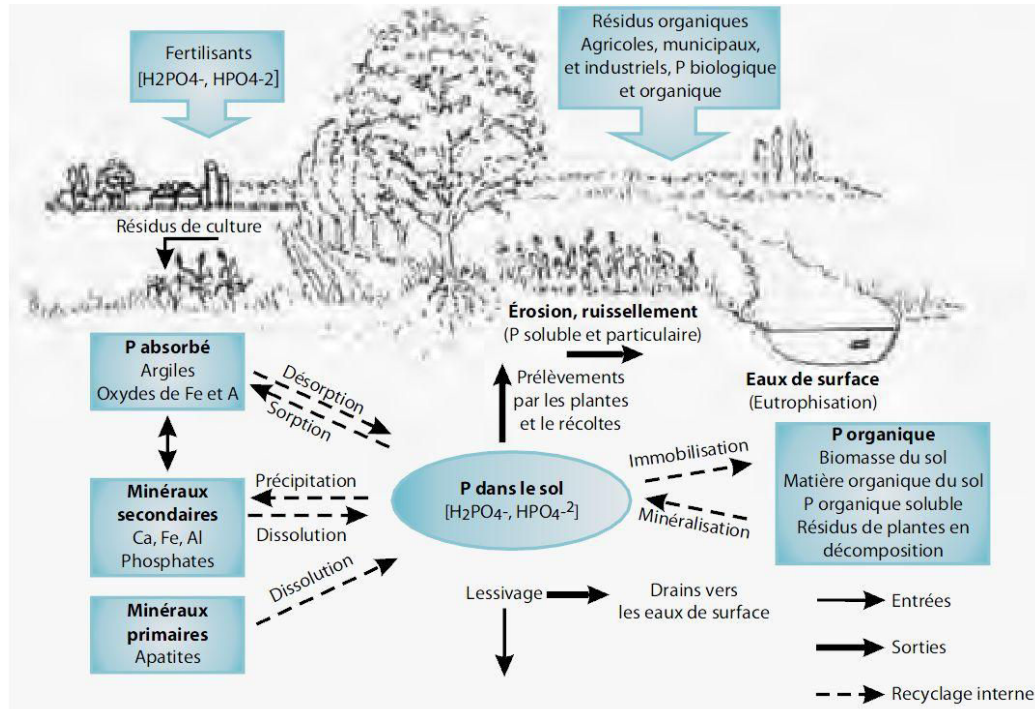 Fertilisants
[H2PO4-, HPO4-2]
Résidus organiques
Agricoles, municipaux,
et industriels, P biologique
et organique
Résidus de culture
Érosion, ruissellement
(P soluble et particulaire)
P absorbé
Argiles
Oxydes de Fe et A
Désorption
Sorption
Prélèvements
par les plantes
et le récoltes
Eaux de surface
(Eutrophisation)
Minéraux
secondaires
Ca, Fe, Al
Phosphates
Précipitation
Dissolution
P dans le sol
[H₂PO4-, HPO4-²]
Immobilisation
Minéralisation
P organique
Biomasse du sol
Matière organique du sol
P organique soluble
Résidus de plantes en
décomposition
Minéraux
primaires
Apatites
Dissolution
Lessivage
Drains vers
les eaux de surface
Entrées
Sorties
Recyclage interne